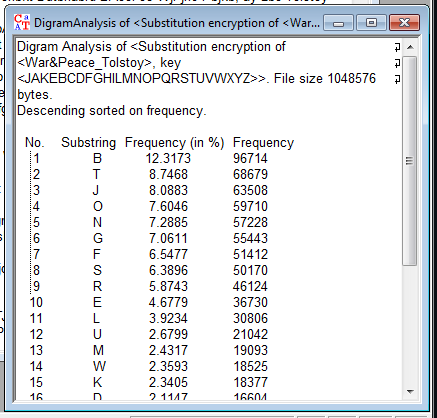 DigramAnalysis of <Substitution encryption of <War...
Digram Analysis of <Substitution encryption of
<War&Peace_Tolstoy>, key
<JAKEBCDFGHILMNOPQRSTUVWXYZ>>. File size 1048576
bytes.
Descending sorted on frequency.
No. Substring Frequency (in %) Frequency
1 B 12.3173 96714
2 T 8.7468 68679
3 J 8.0883 63508
4 O 7.6046 59710
5 N 7.2885 57228
6 G 7.0611 55443
7 F 6.5477 51412
8 S 6.3896 50170
9 R 5.8743 46124
10 E 4.6779 36730
11 L 3.9234 30806
12 U 2.6799 21042
13 M 2.4317 19093
14 W 2.3593 18525
15 K 2.3405 18377
16 D 2.1147 16604